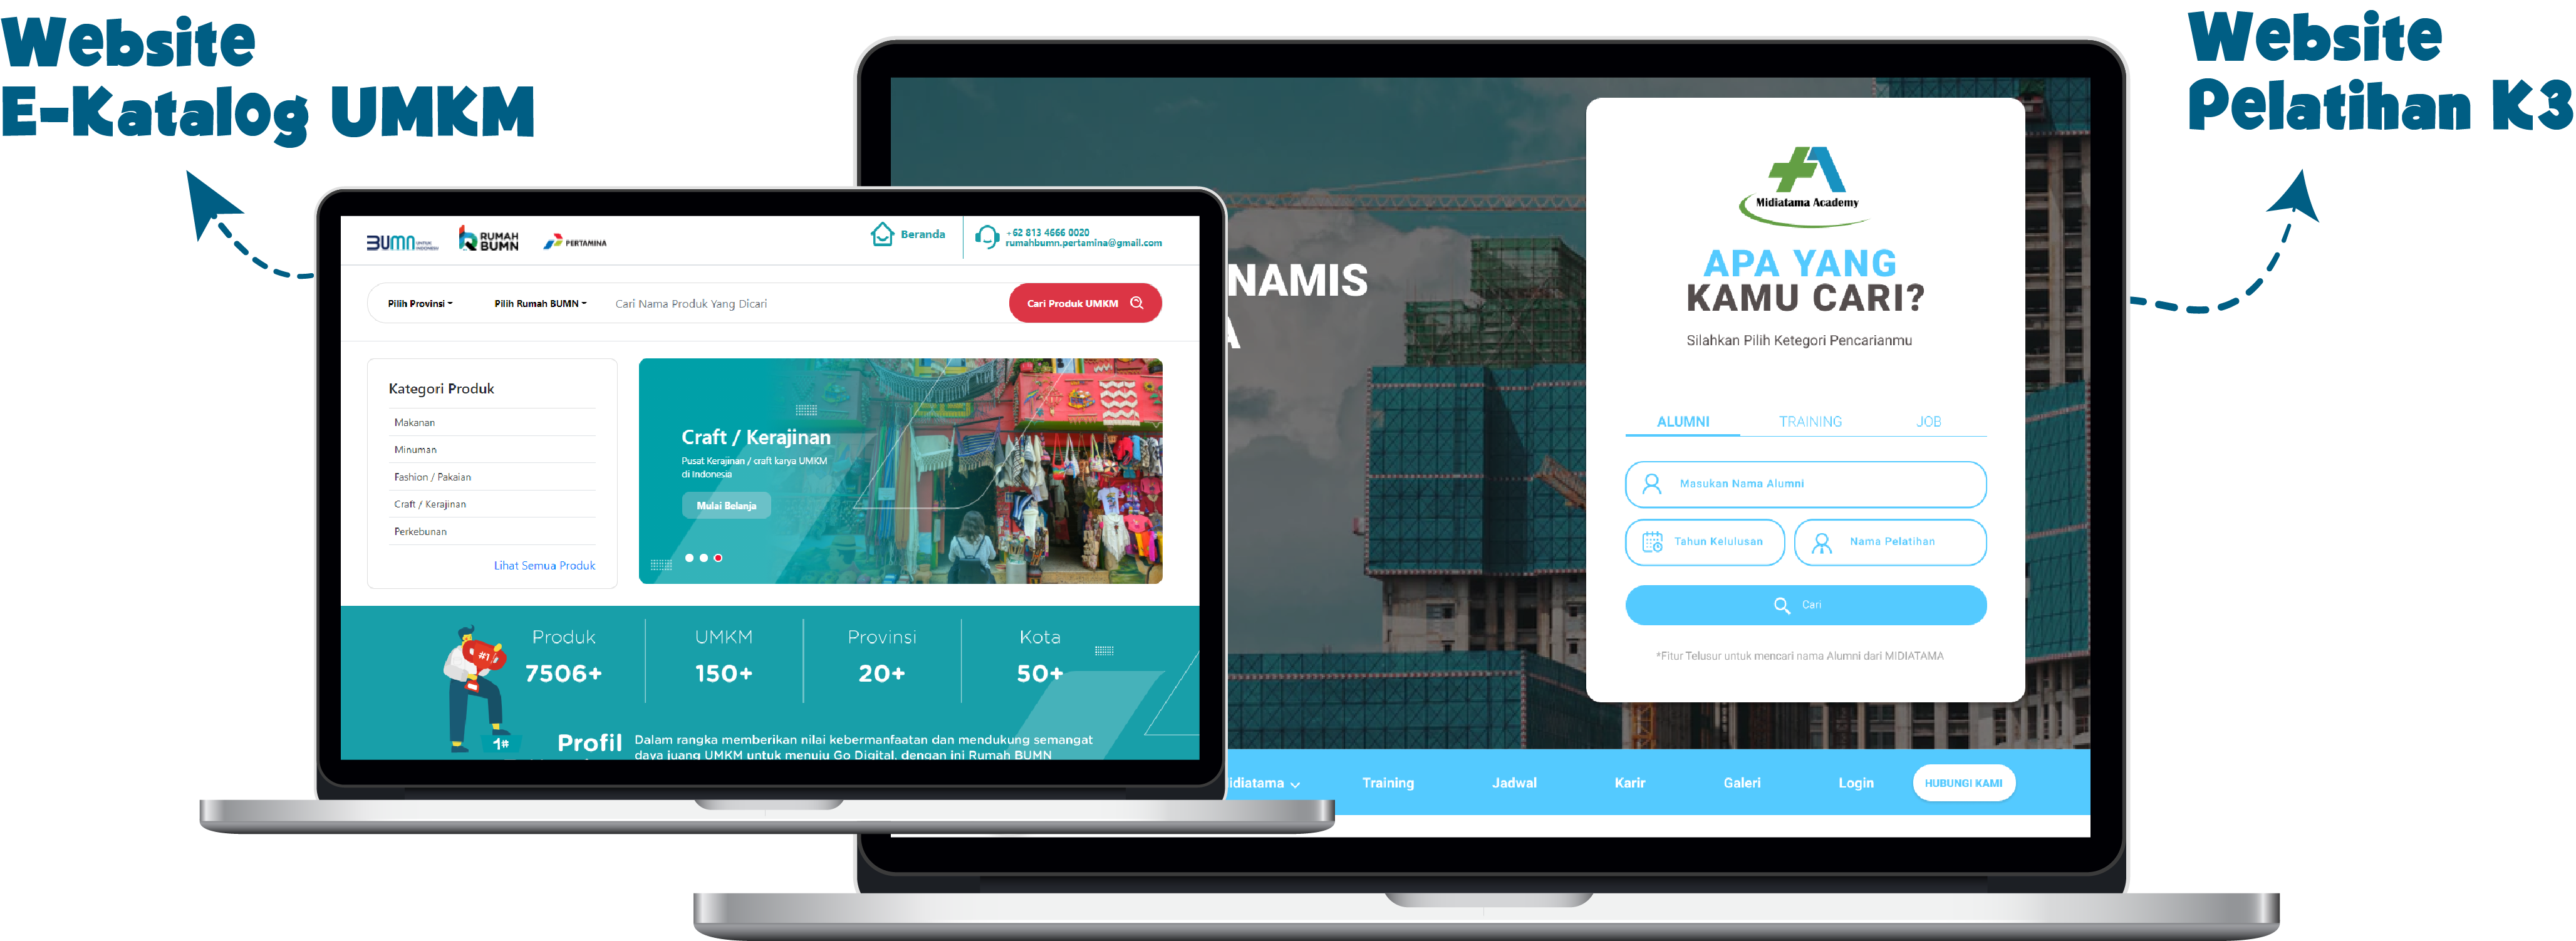 Website
E-Katalog UMKM
Website
Pelatihan K3
BUMN UNTUK INDONESIA
RUMAH BUMN
PERTAMINA
Beranda
+62 813 4666 0020
rumahbumn.pertamina@gmail.com
Pilih Provinsi
Pilih Rumah BUMN
Cari Nama Produk Yang Dicari
Cari Produk UMKM
Kategori Produk
Makanan
Minuman
Fashion / Pakaian
Craft / Kerajinan
Perkebunan
Lihat Semua Produk
Craft / Kerajinan
Pusat Kerajinan / craft karya UMKM
di Indonesia
Mulai Belanja
#1
1#
Produk
7506+
UMKM
150+
Provinsi
20+
Kota
50+
Profil
Dalam rangka memberikan nilai kebermanfaatan dan mendukung semangat
daya juang UMKM untuk menuju Go Digital, dengan ini Rumah BUMN
NAMIS
A
Midiatama Academy
APA YANG
KAMU CARI?
Silahkan Pilih Ketegori Pencarianmu
ALUMNI
TRAINING
JOB
Masukan Nama Alumni
Tahun Kelulusan
Nama Pelatihan
Cari
*Fitur Telusur untuk mencari nama Alumni dari MIDIATAMA
idiatama
Training
Jadwal
Karir
Galeri
Login
HUBUNGI KAMI